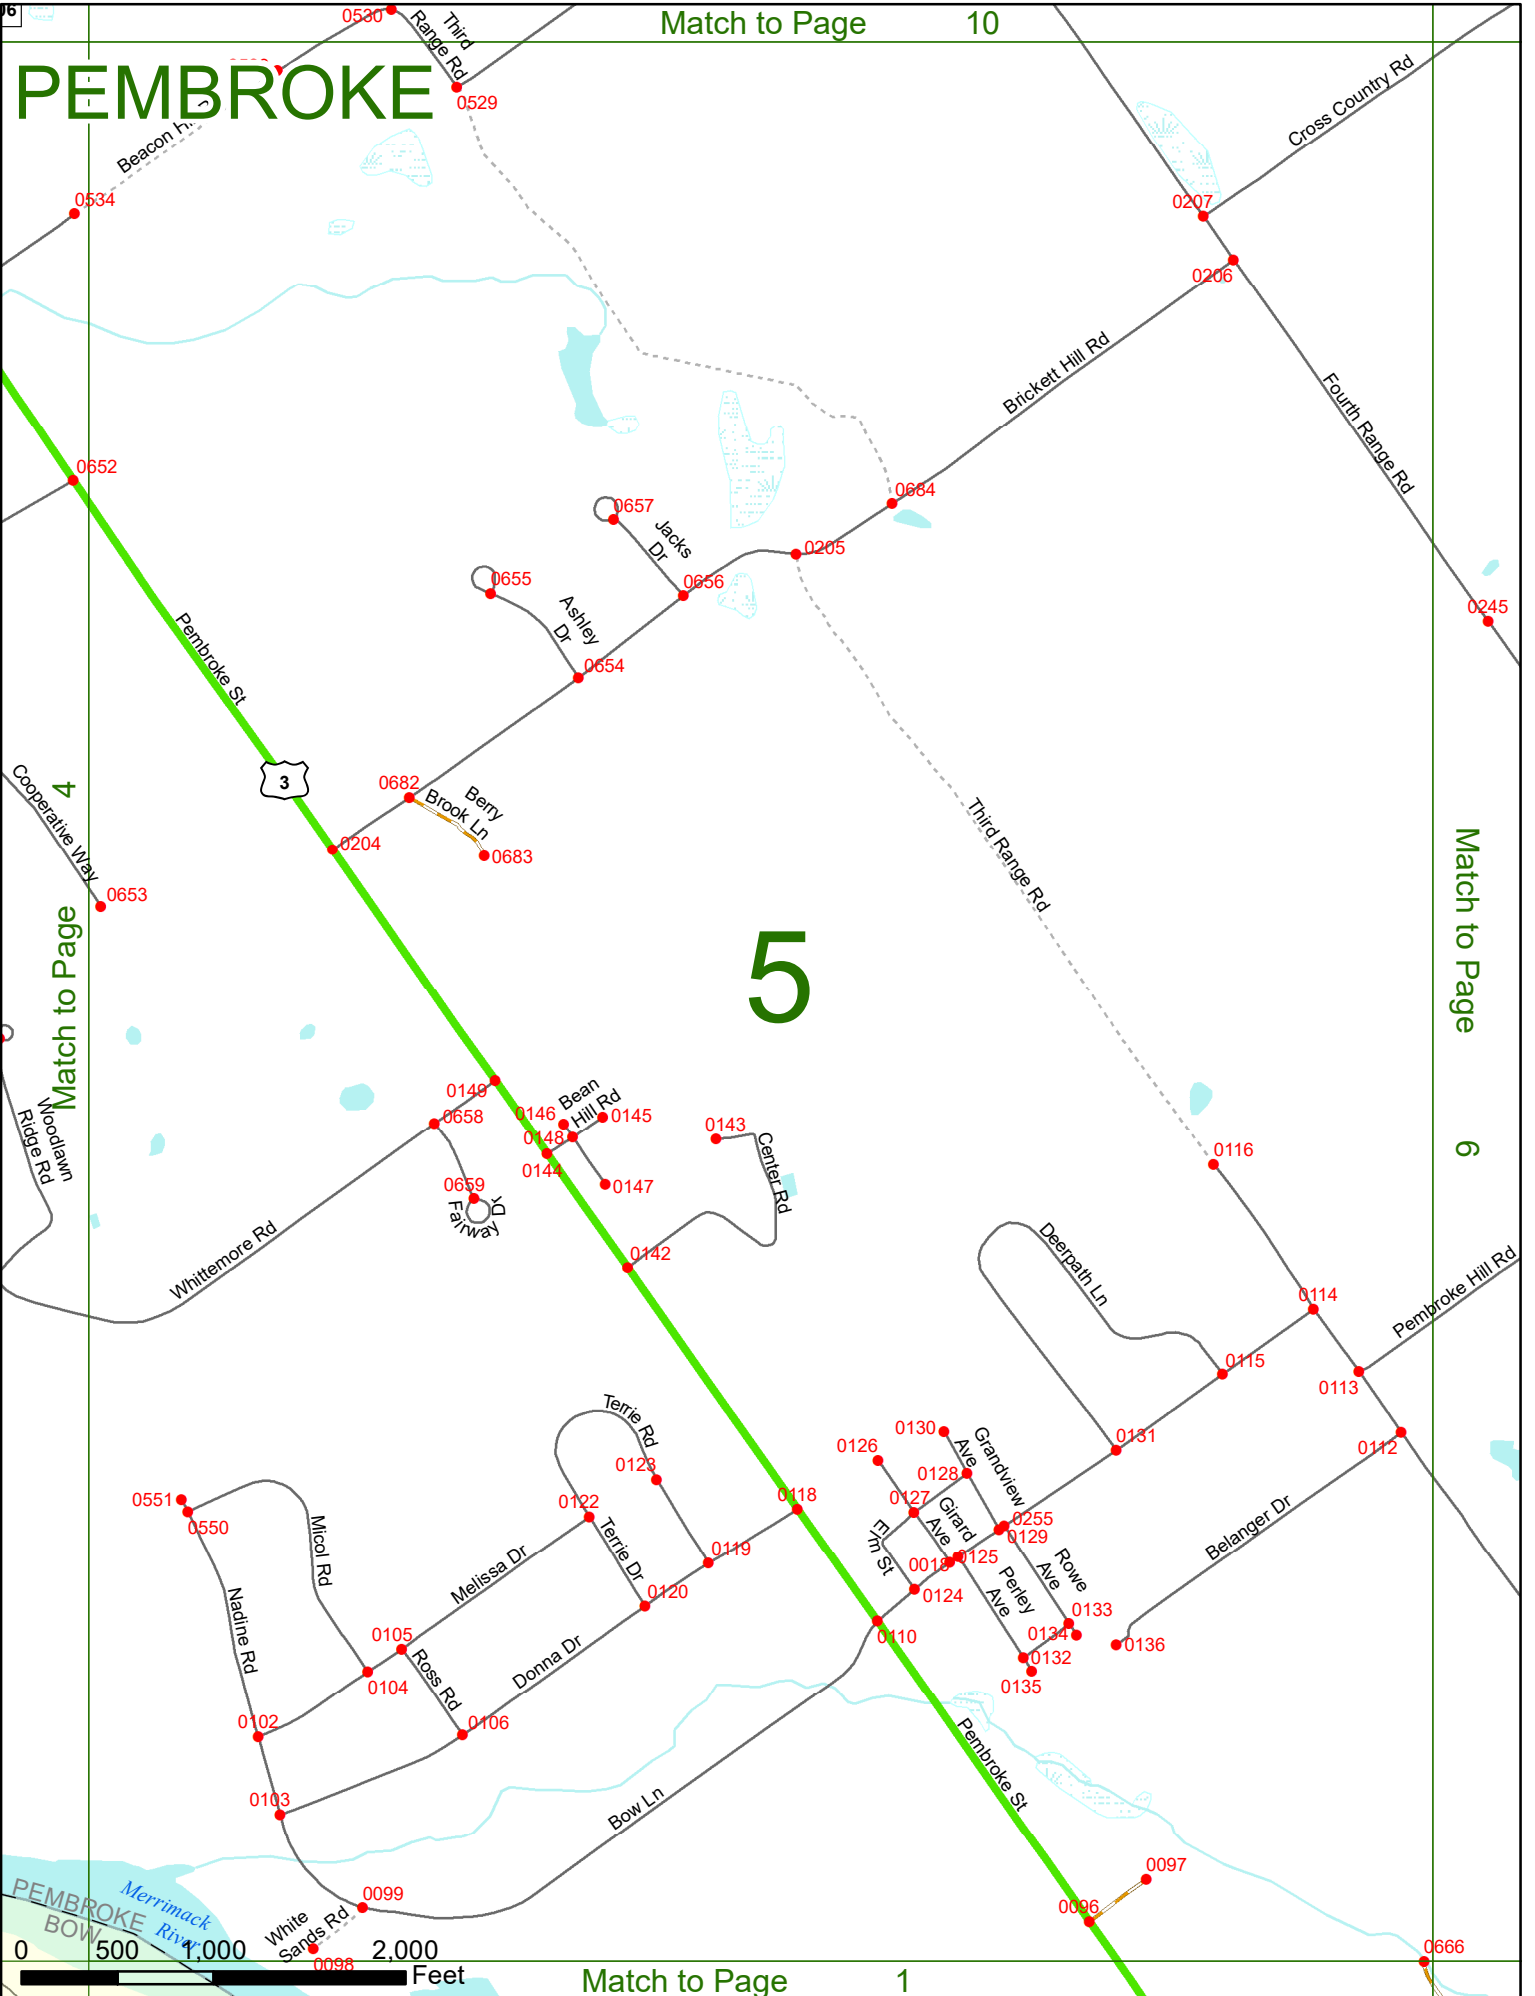 06
0530
Third
Range Rd
Match to Page 10
PEMBROKE
0529
Cross Country Rd
0534
0207
0206
Brickett Hill Rd
Fourth Range Rd
0652
0657
Jacks
Dr
0684
0205
0655
0656
Ashley
Dr
0245
0654
Pembroke St
3
Cooperative Way
4
Match to Page
0682
Berry
Brook Ln
0204
0683
0653
Third Range Rd
Match to Page
6
5
0149
0658
Bean
Hill Rd
0146
0145
0148
0144
0147
0143
Center Rd
0116
Woodlawn
Ridge Rd
0659
Fairway
Dr
Whittemore Rd
0142
Deerpath Ln
0114
Pembroke Hill Rd
0115
0113
Terrie Rd
0130
Grandview
Ave
0126
0131
0112
0123
0128
0551
0550
0122
0118
0127
Girard
Ave
0255
0129
Micol Rd
Melissa Dr
Terrie Dr
Elm St
0018
0125
Belanger Dr
0119
0124
Perley
Ave
Rowe
Ave
Nadine Rd
0120
0105
0110
0133
0134
0136
0132
0135
Donna Dr
Ross Rd
0104
0102
0106
Pembroke St
0103
Bow Ln
0097
0099
0096
PEMBROKE
BOW
Merrimack
River
White
Sands Rd
0098
0666
0 500 1,000 2,000
Feet
Match to Page 1